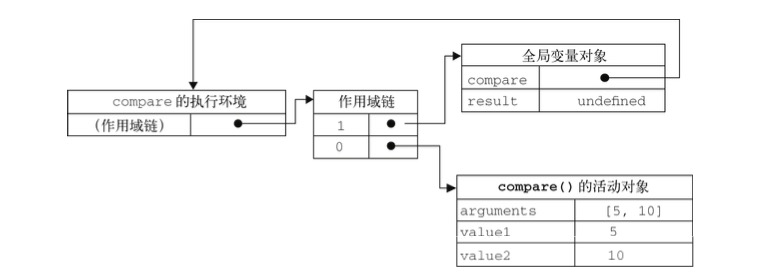 全局变量对象
compare
result undefined
compare 的执行环境
(作用域链)
作用域链
1
0
compare() 的活动对象
arguments [5, 10]
value1 5
value2 10